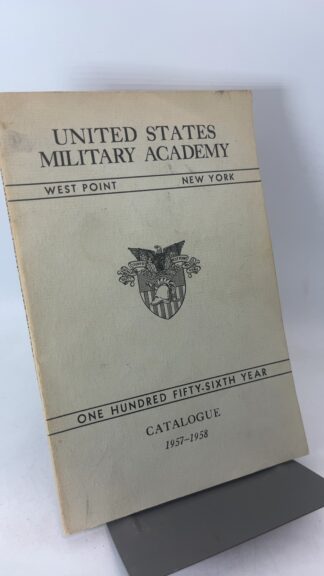 UNITED STATES
MILITARY ACADEMY
WEST POINT NEW YORK
ONE HUNDRED FIFTY-SIXTH YEAR
CATALOGUE
1957–1958